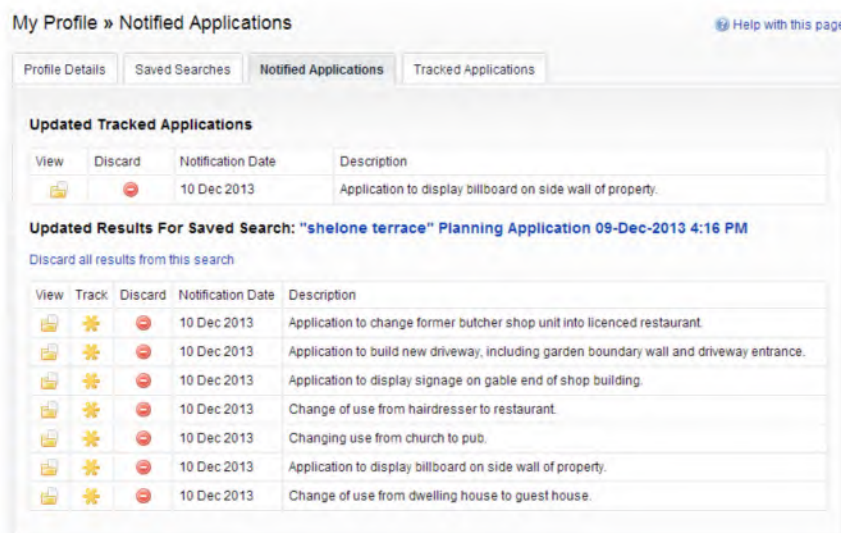 My Profile » Notified Applications
Help with this page
Profile Details Saved Searches Notified Applications Tracked Applications
Updated Tracked Applications
View Discard Notification Date Description
10 Dec 2013 Application to display billboard on side wall of property.
Updated Results For Saved Search: "shelone terrace" Planning Application 09-Dec-2013 4:16 PM
Discard all results from this search
View Track Discard Notification Date Description
10 Dec 2013 Application to change former butcher shop unit into licenced restaurant.
10 Dec 2013 Application to build new driveway, including garden boundary wall and driveway entrance.
10 Dec 2013 Application to display signage on gable end of shop building.
10 Dec 2013 Change of use from hairdresser to restaurant.
10 Dec 2013 Changing use from church to pub.
10 Dec 2013 Application to display billboard on side wall of property.
10 Dec 2013 Change of use from dwelling house to guest house.